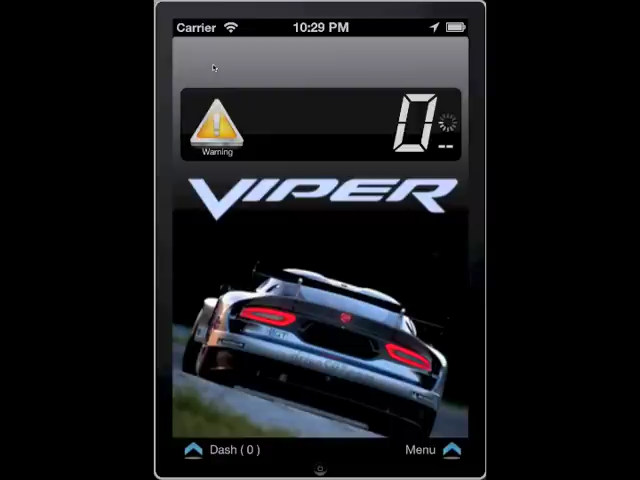 Carrier 10:29 PM
0
--
Warning
VIPER
Dash ( 0 ) Menu